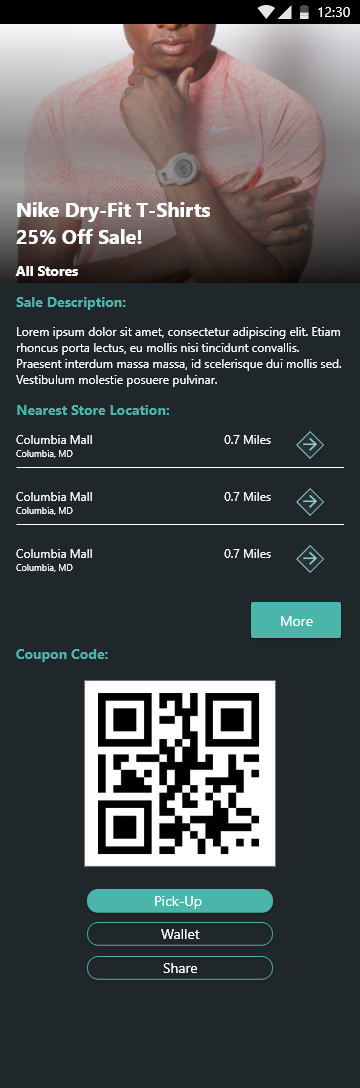 12:30
Nike Dry-Fit T-Shirts
25% Off Sale!
All Stores
Sale Description:
Lorem ipsum dolor sit amet, consectetur adipiscing elit. Etiam
rhoncus porta lectus, eu mollis nisi tincidunt convallis.
Praesent interdum massa massa, id scelerisque dui mollis sed.
Vestibulum molestie posuere pulvinar.
Nearest Store Location:
Columbia Mall 0.7 Miles
Columbia, MD
Columbia Mall 0.7 Miles
Columbia, MD
Columbia Mall 0.7 Miles
Columbia, MD
More
Coupon Code:
Pick-Up
Wallet
Share